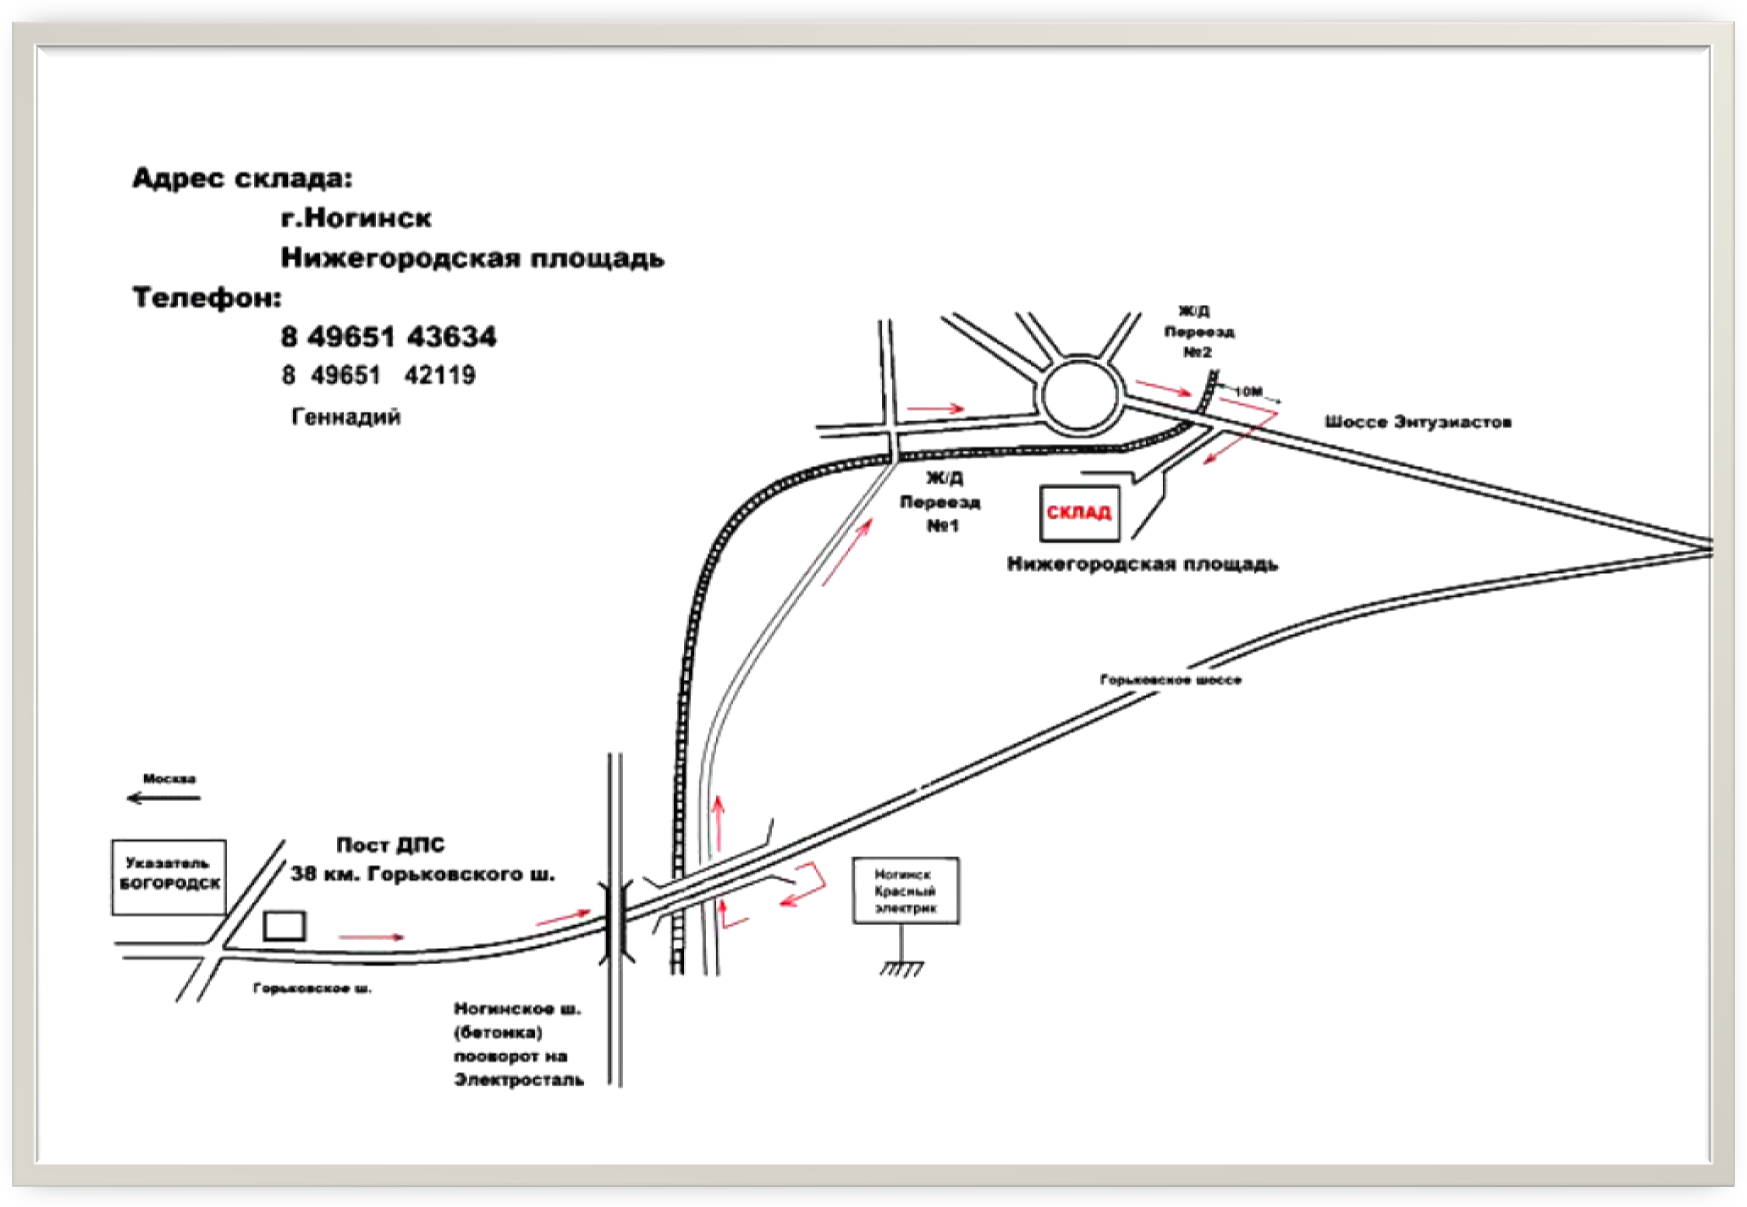 Адрес склада:
г.Ногинск
Нижегородская площадь
Телефон:
8 49651 43634
8 49651 42119
Геннадий
Ж/Д
Переезд
№2
10М
Шоссе Энтузиастов
Ж/Д
Переезд
№1
СКЛАД
Нижегородская площадь
Горьковское шоссе
Москва
Указатель
БОГОРОДСК
Пост ДПС
38 км. Горьковского ш.
Ногинск
Красный
электрик
Горьковское ш.
Ногинское ш.
(бетонка)
пооворот на
Электросталь